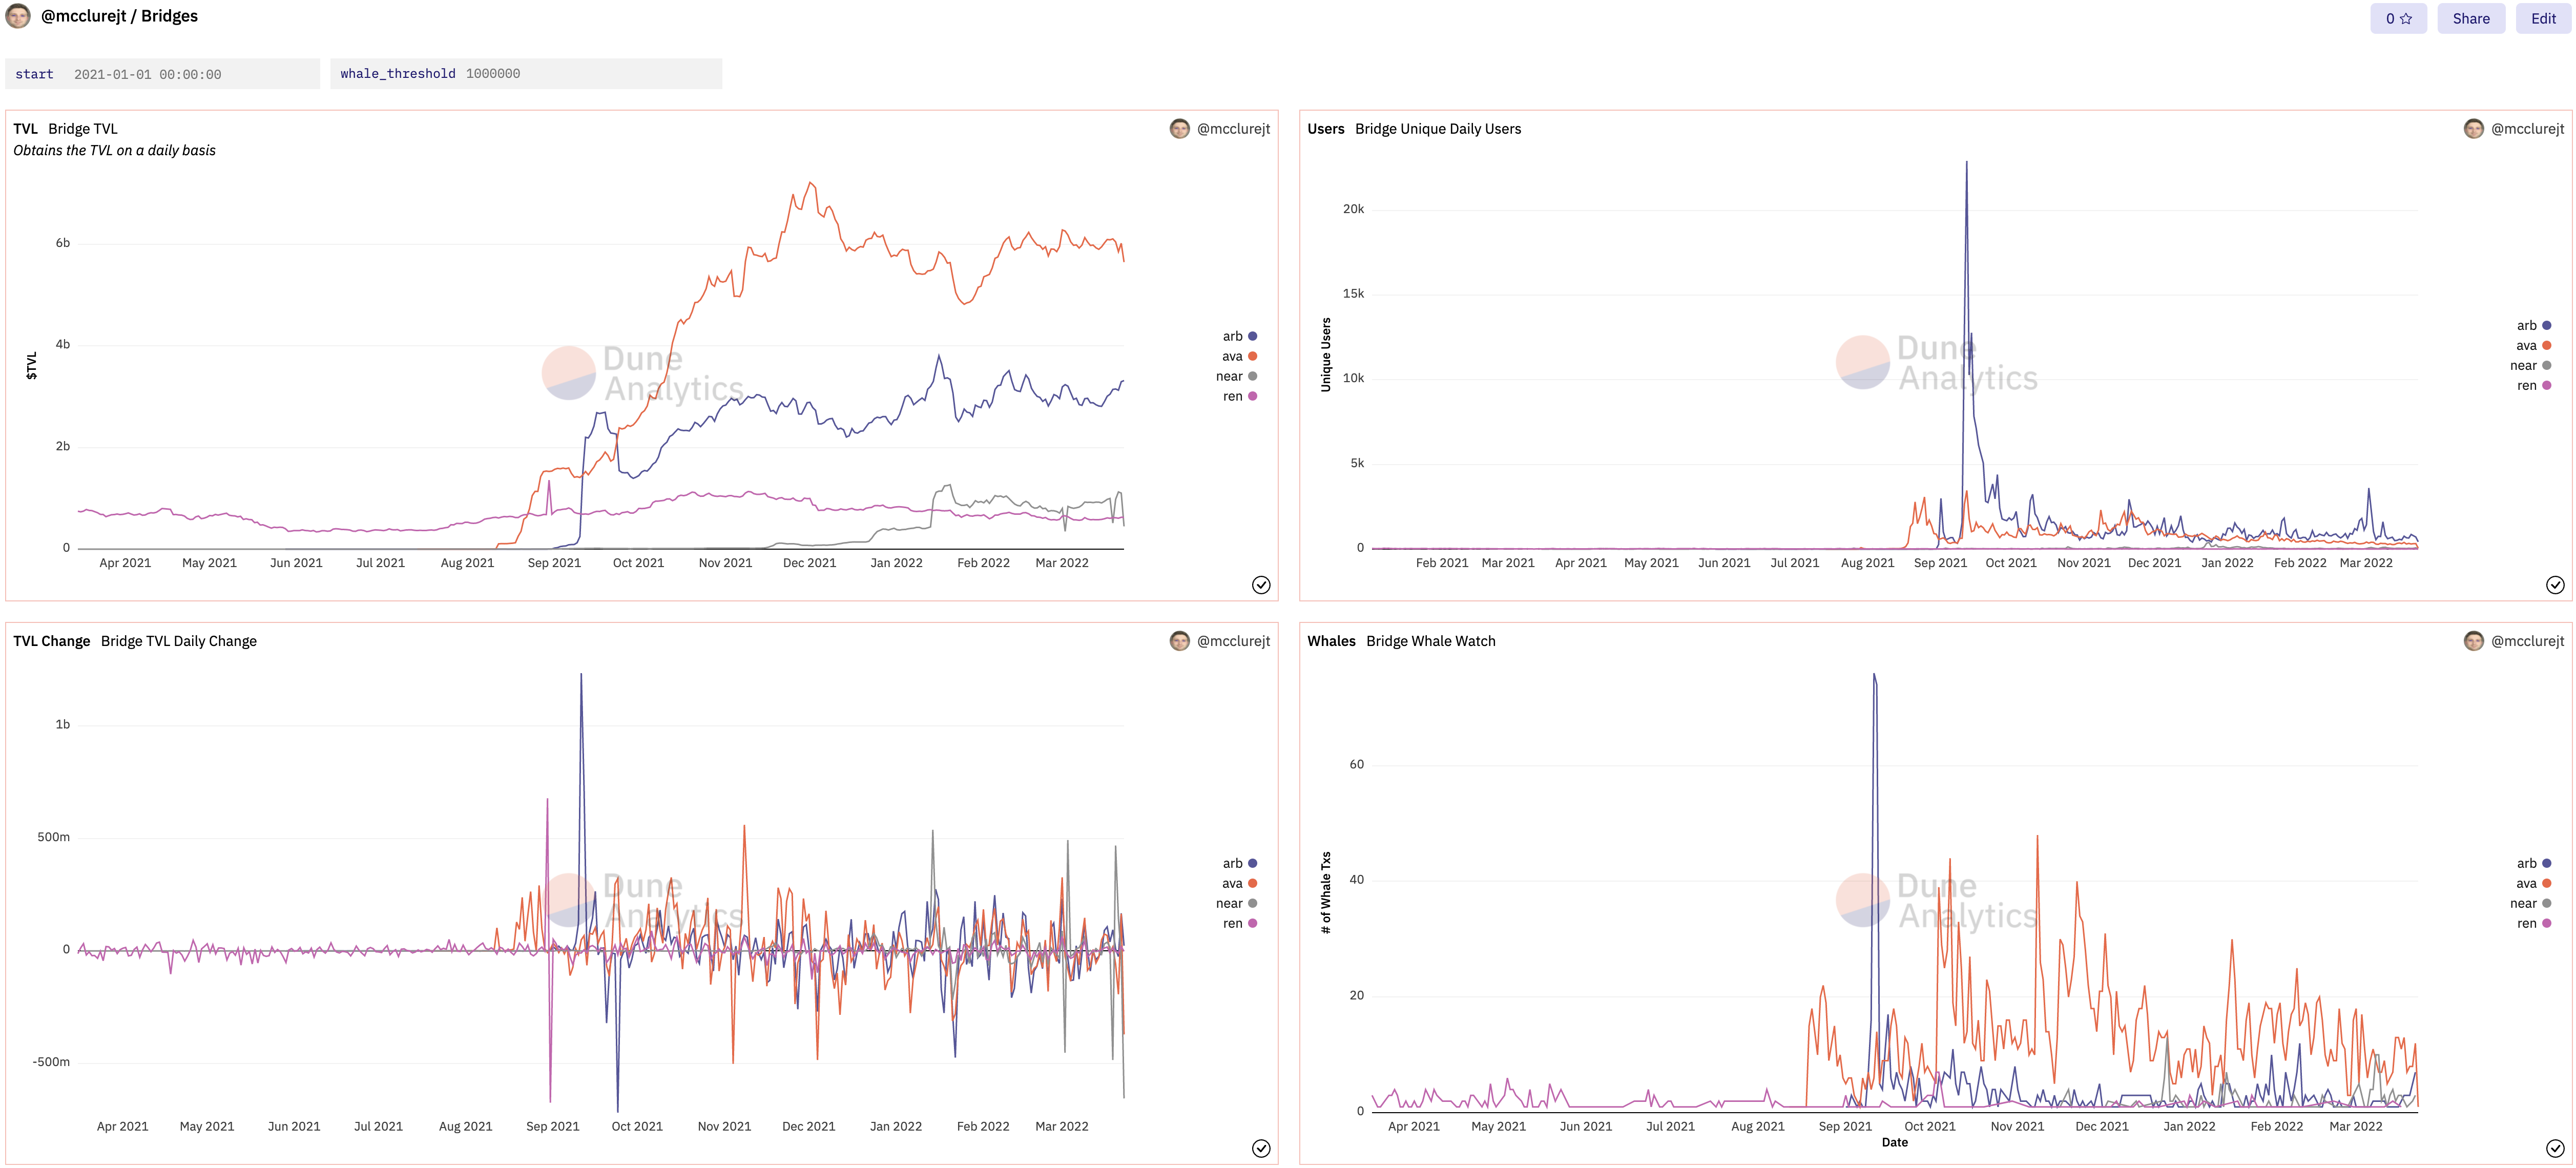 @mcclurejt / Bridges
0 Share Edit
start 2021-01-01 00:00:00 whale_threshold 1000000
TVL Bridge TVL
@mcclurejt
Obtains the TVL on a daily basis
$TVL
6b
4b
2b
0
Dune
Analytics
arb
ava
near
ren
Apr 2021 May 2021 Jun 2021 Jul 2021 Aug 2021 Sep 2021 Oct 2021 Nov 2021 Dec 2021 Jan 2022 Feb 2022 Mar 2022
Users Bridge Unique Daily Users
@mcclurejt
Unique Users
20k
15k
10k
5k
0
Dune
Analytics
arb
ava
near
ren
Feb 2021 Mar 2021 Apr 2021 May 2021 Jun 2021 Jul 2021 Aug 2021 Sep 2021 Oct 2021 Nov 2021 Dec 2021 Jan 2022 Feb 2022 Mar 2022
TVL Change Bridge TVL Daily Change
@mcclurejt
1b
500m
0
-500m
Dune
Analytics
arb
ava
near
ren
Apr 2021 May 2021 Jun 2021 Jul 2021 Aug 2021 Sep 2021 Oct 2021 Nov 2021 Dec 2021 Jan 2022 Feb 2022 Mar 2022
Whales Bridge Whale Watch
@mcclurejt
# of Whale Txs
60
40
20
0
Dune
Analytics
arb
ava
near
ren
Apr 2021 May 2021 Jun 2021 Jul 2021 Aug 2021 Sep 2021 Oct 2021 Nov 2021 Dec 2021 Jan 2022 Feb 2022 Mar 2022
Date